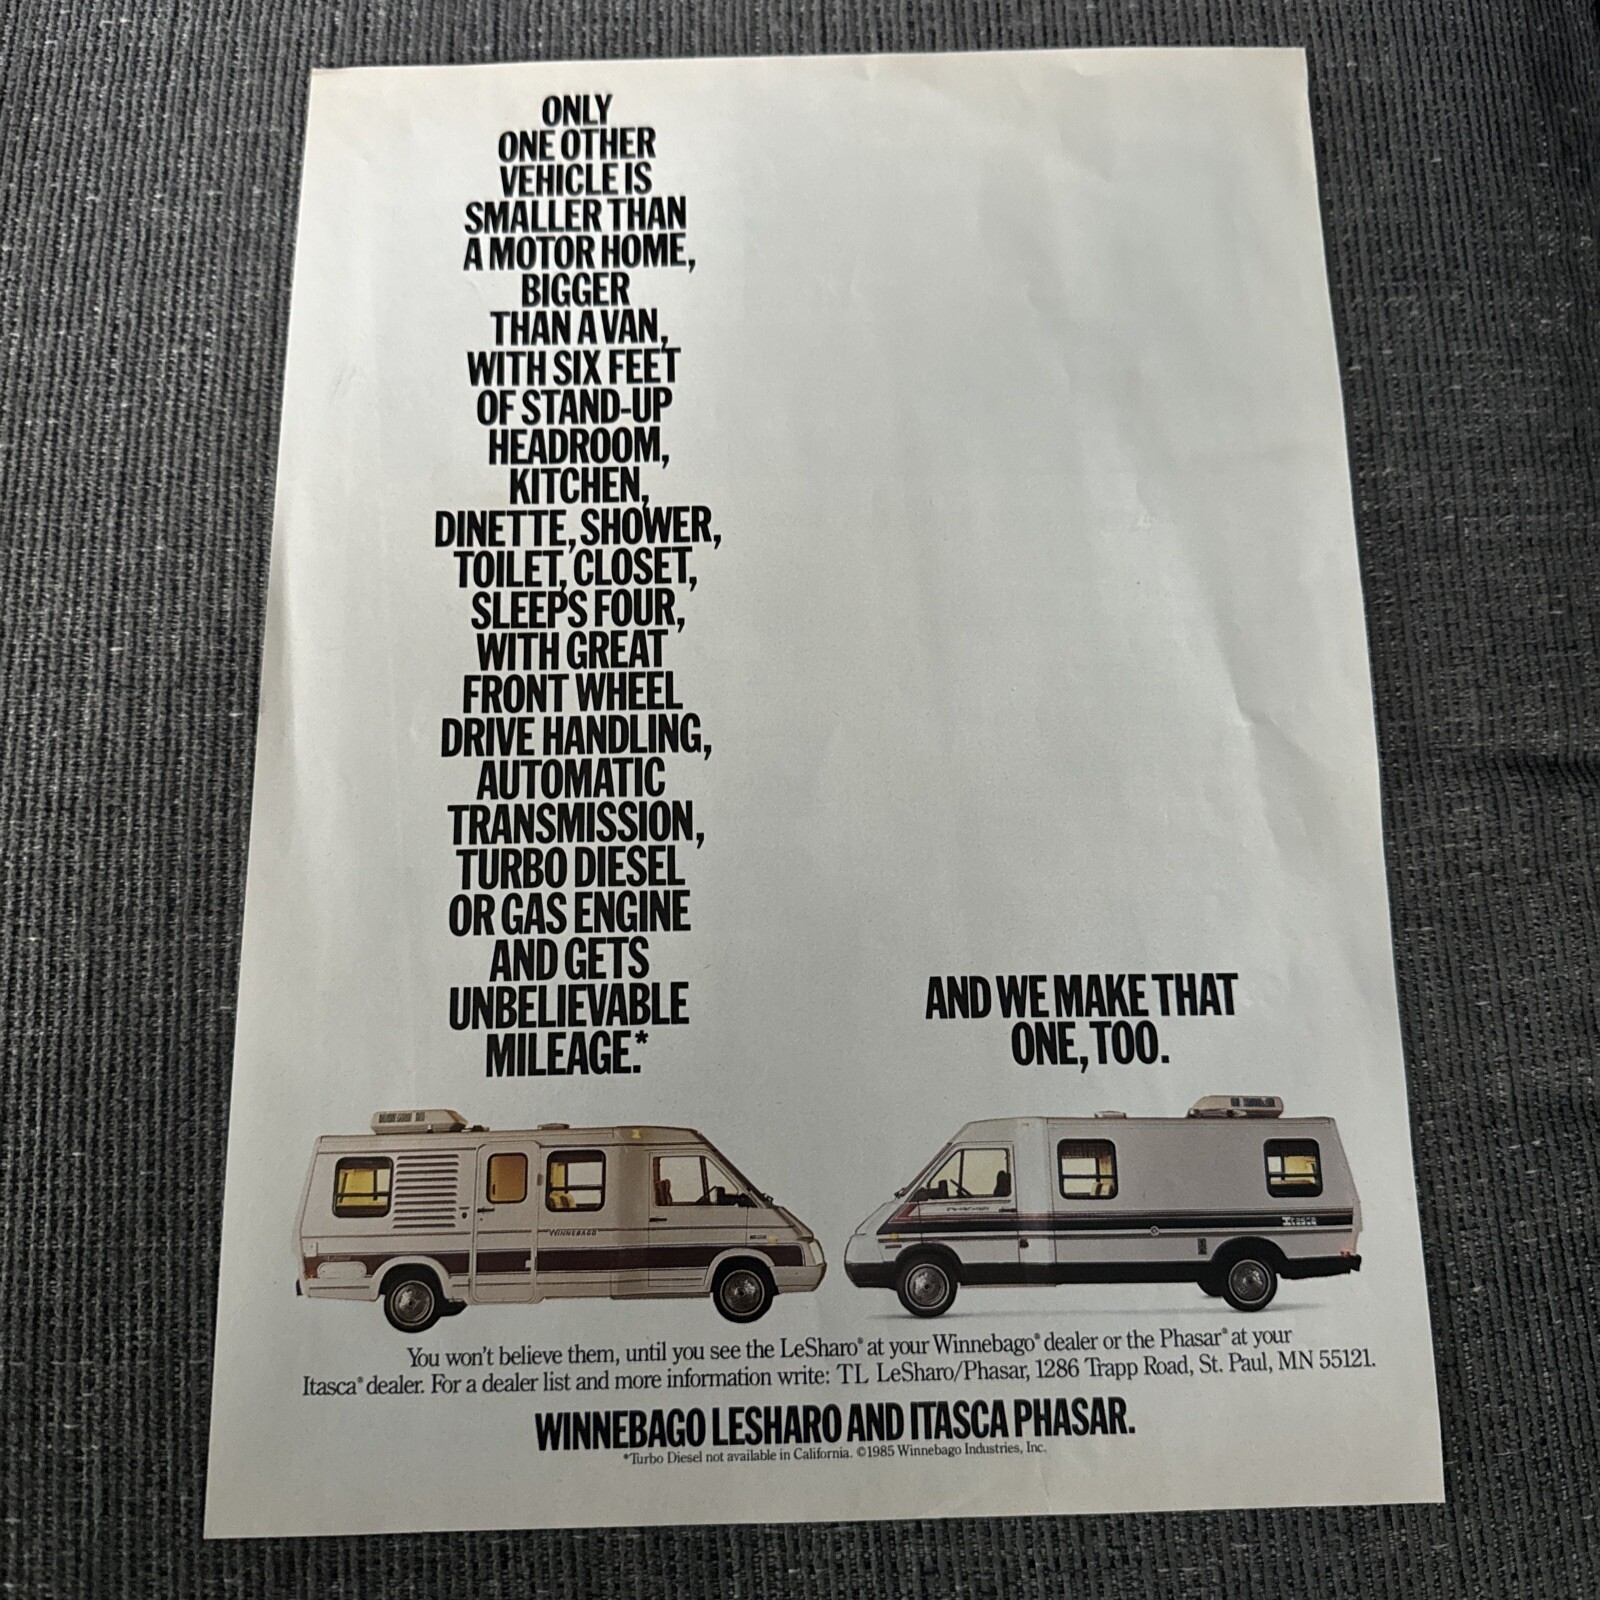 ONLY
ONE OTHER
VEHICLE IS
SMALLER THAN
A MOTOR HOME,
BIGGER
THAN A VAN,
WITH SIX FEET
OF STAND-UP
HEADROOM,
KITCHEN,
DINETTE, SHOWER,
TOILET, CLOSET,
SLEEPS FOUR,
WITH GREAT
FRONT WHEEL
DRIVE HANDLING,
AUTOMATIC
TRANSMISSION,
TURBO DIESEL
OR GAS ENGINE
AND GETS
UNBELIEVABLE
MILEAGE.*
AND WE MAKE THAT
ONE, TOO.
WINNEBAGO
PHASAR
Itasca
You won't believe them, until you see the LeSharo® at your Winnebago® dealer or the Phasar® at your
Itasca® dealer. For a dealer list and more information write: TL LeSharo/Phasar, 1286 Trapp Road, St. Paul, MN 55121.
WINNEBAGO LESHARO AND ITASCA PHASAR.
*Turbo Diesel not available in California. ©1985 Winnebago Industries, Inc.